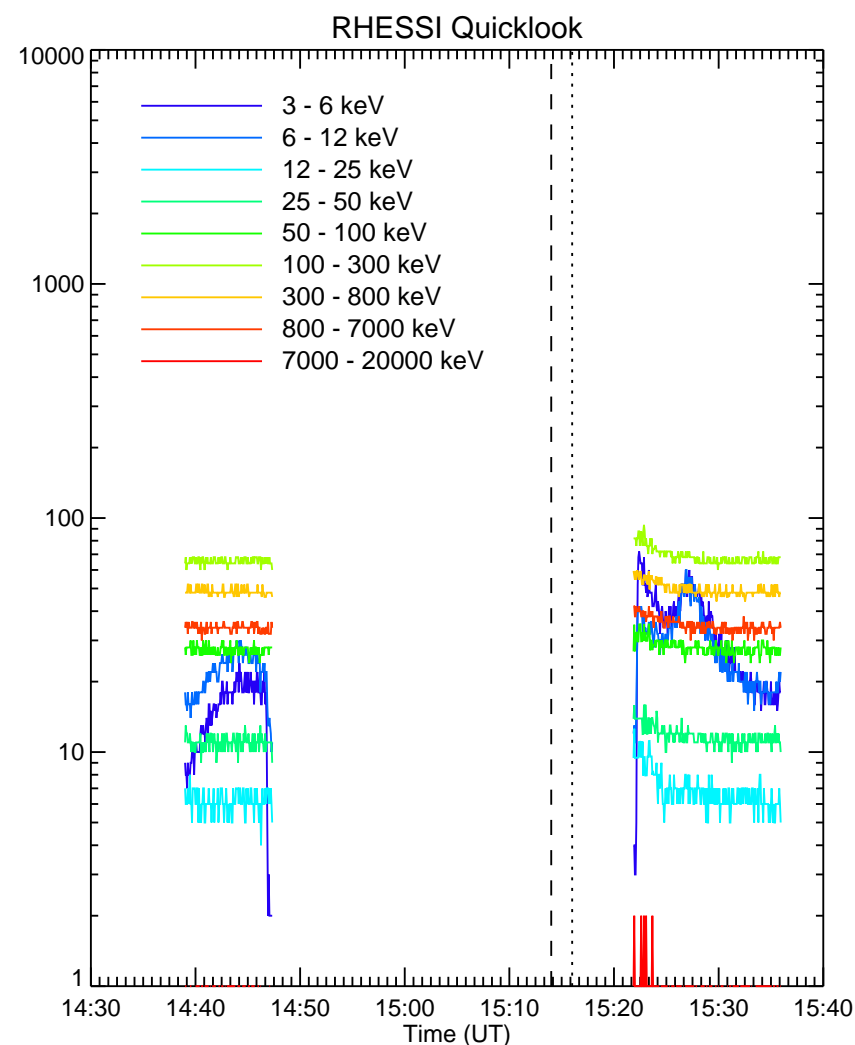 RHESSI Quicklook
10000
3 - 6 keV
6 - 12 keV
12 - 25 keV
25 - 50 keV
50 - 100 keV
100 - 300 keV
300 - 800 keV
800 - 7000 keV
7000 - 20000 keV
1000
100
10
1
14:30 14:40 14:50 15:00 15:10 15:20 15:30 15:40
Time (UT)